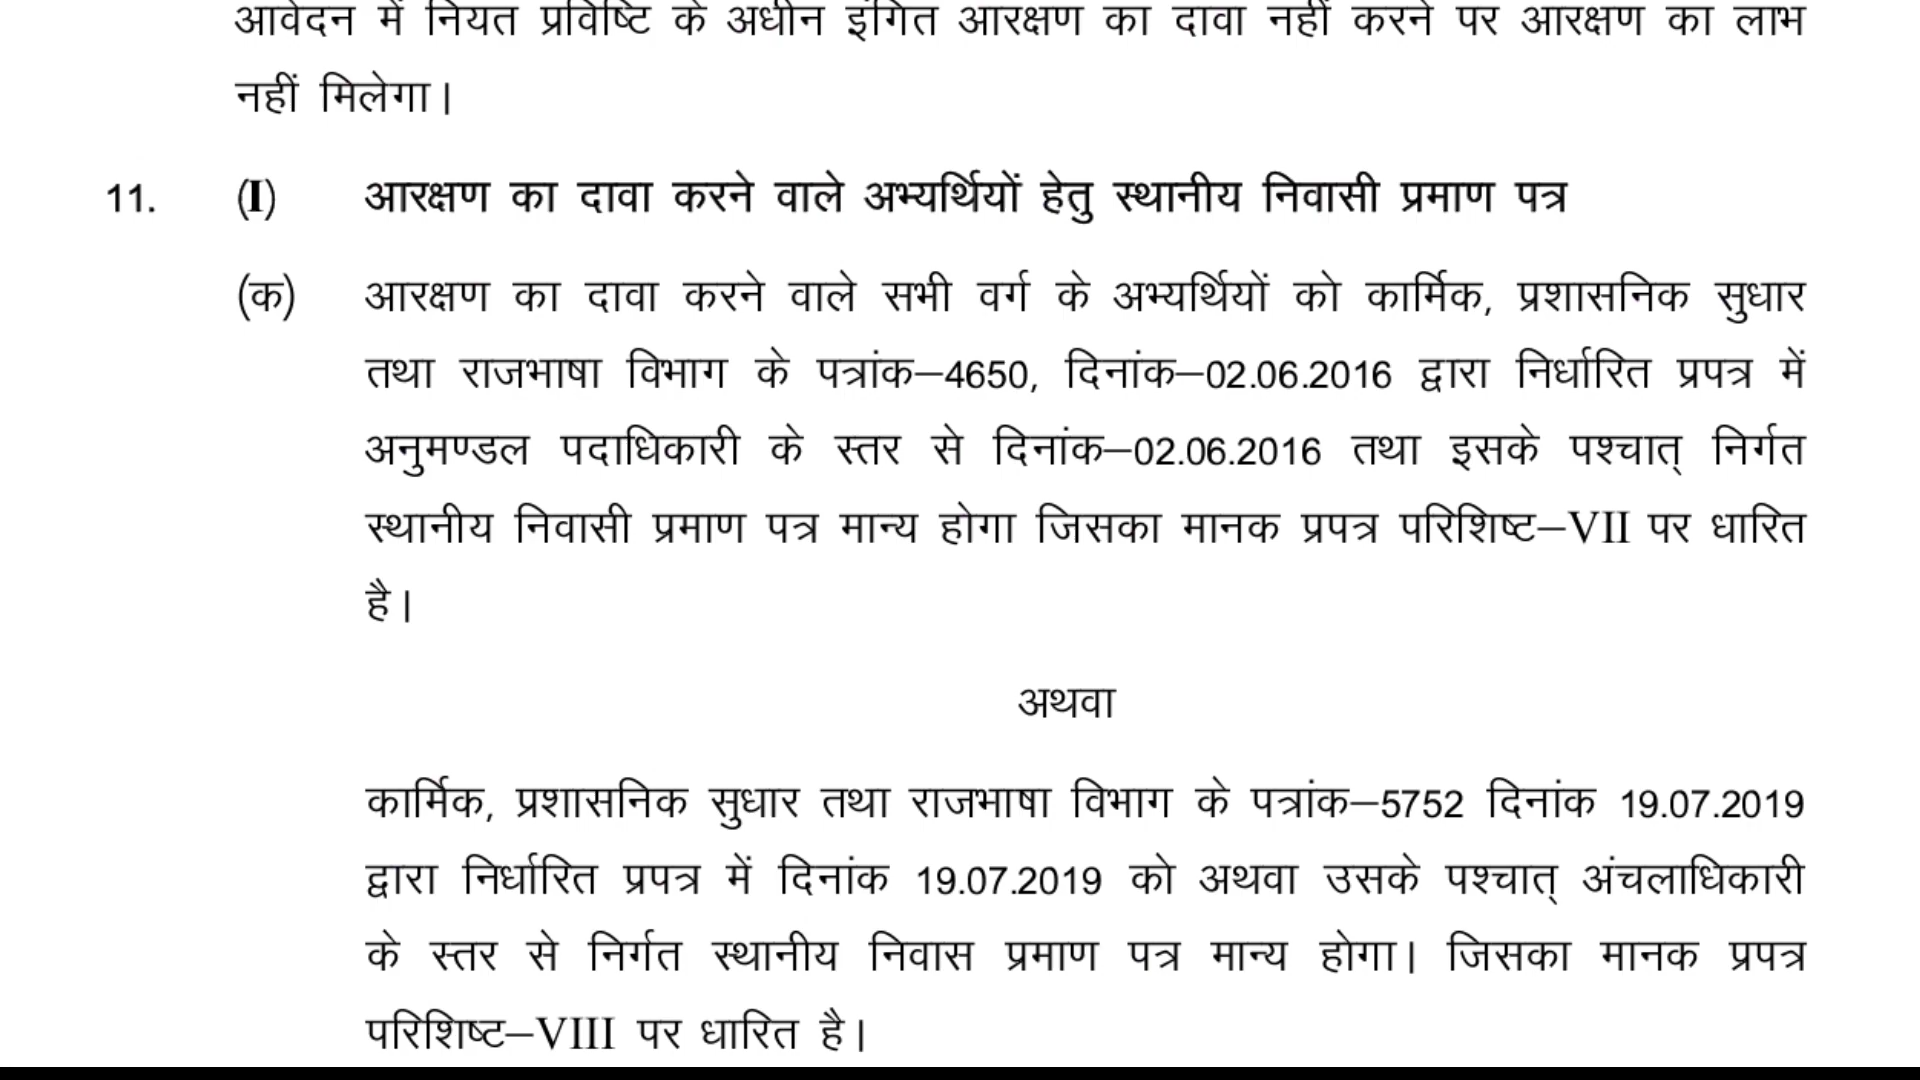 आवेदन में नियत प्रविष्टि के अधीन इंगित आरक्षण का दावा नहीं करने पर आरक्षण का लाभ
नहीं मिलेगा।
11. (I) आरक्षण का दावा करने वाले अभ्यर्थियों हेतु स्थानीय निवासी प्रमाण पत्र
(क) आरक्षण का दावा करने वाले सभी वर्ग के अभ्यर्थियों को कार्मिक, प्रशासनिक सुधार
तथा राजभाषा विभाग के पत्रांक–4650, दिनांक–02.06.2016 द्वारा निर्धारित प्रपत्र में
अनुमण्डल पदाधिकारी के स्तर से दिनांक–02.06.2016 तथा इसके पश्चात् निर्गत
स्थानीय निवासी प्रमाण पत्र मान्य होगा जिसका मानक प्रपत्र परिशिष्ट–VII पर धारित
है।
अथवा
कार्मिक, प्रशासनिक सुधार तथा राजभाषा विभाग के पत्रांक–5752 दिनांक 19.07.2019
द्वारा निर्धारित प्रपत्र में दिनांक 19.07.2019 को अथवा उसके पश्चात् अंचलाधिकारी
के स्तर से निर्गत स्थानीय निवास प्रमाण पत्र मान्य होगा। जिसका मानक प्रपत्र
परिशिष्ट–VIII पर धारित है।